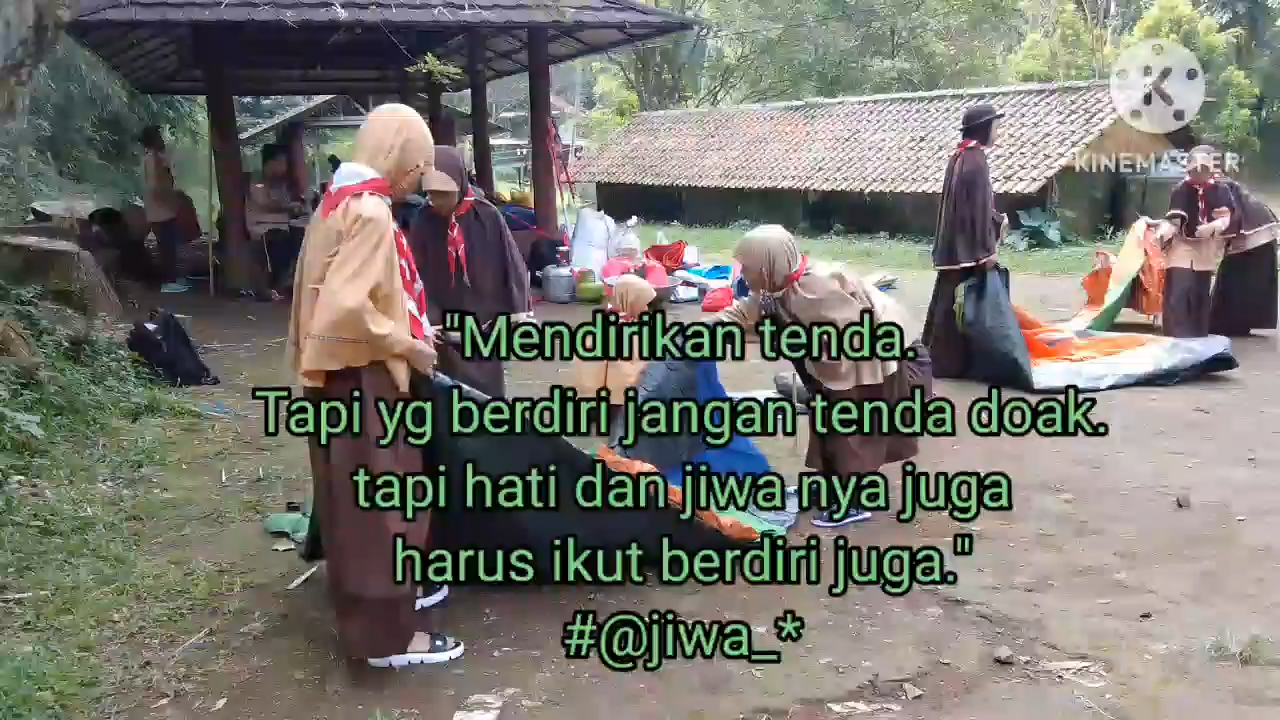 K
KINEMASTER
"Mendirikan tenda.
Tapi yg berdiri jangan tenda doak.
tapi hati dan jiwa nya juga
harus ikut berdiri juga."
#@jiwa_*